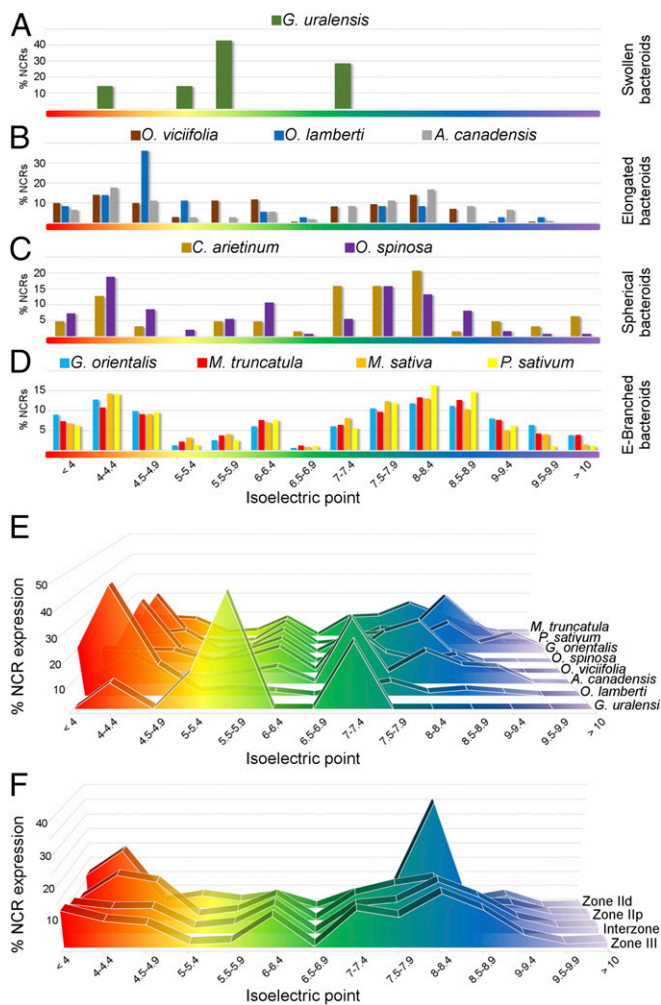 A
G. uralensis
% NCRs
40
30
20
10
Swollen bacteroids
B
O. viciifolia O. lamberti A. canadensis
% NCRs
30
20
10
Elongated bacteroids
C
C. arietinum O. spinosa
% NCRs
20
15
10
5
Spherical bacteroids
D
G. orientalis M. truncatula M. sativa P. sativum
% NCRs
15
10
5
E-Branched bacteroids
< 4 4-4.4 4.5-4.9 5-5.4 5.5-5.9 6-6.4 6.5-6.9 7-7.4 7.5-7.9 8-8.4 8.5-8.9 9-9.4 9.5-9.9 > 10
Isoelectric point
E
% NCR expression
50
40
30
20
10
M. truncatula
P. sativum
G. orientalis
O. spinosa
O. viciifolia
A. canadensis
O. lamberti
G. uralensi
< 4 4-4.4 4.5-4.9 5-5.4 5.5-5.9 6-6.4 6.5-6.9 7-7.4 7.5-7.9 8-8.4 8.5-8.9 9-9.4 9.5-9.9 > 10
Isoelectric point
F
% NCR expression
40
30
20
10
Zone IId
Zone IIp
Interzone
Zone III
< 4 4-4.4 4.5-4.9 5-5.4 5.5-5.9 6-6.4 6.5-6.9 7-7.4 7.5-7.9 8-8.4 8.5-8.9 9-9.4 9.5-9.9 > 10
Isoelectric point